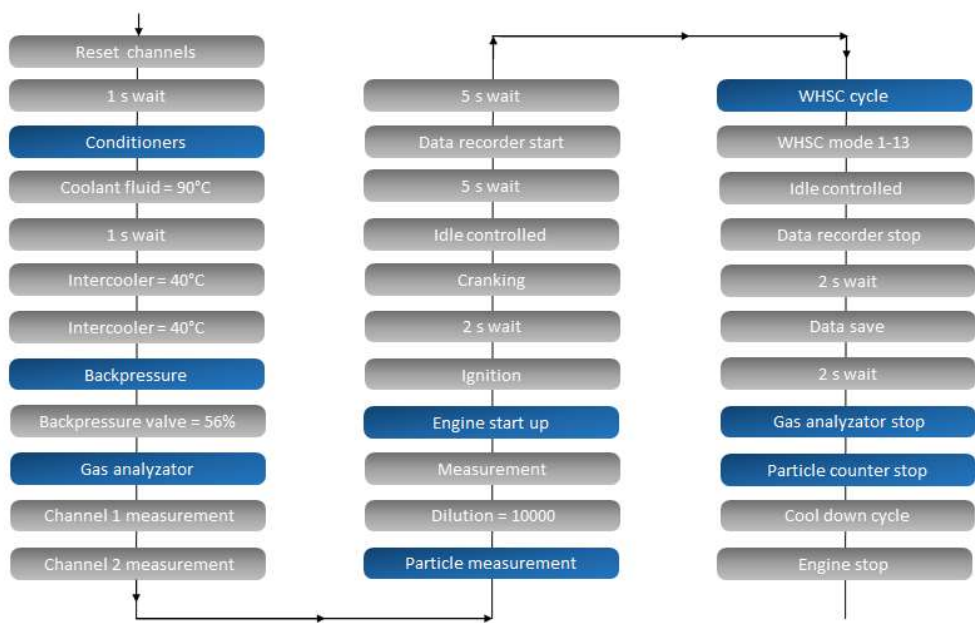 Reset channels
1 s wait
Conditioners
Coolant fluid = 90°C
1 s wait
Intercooler = 40°C
Intercooler = 40°C
Backpressure
Backpressure valve = 56%
Gas analyzator
Channel 1 measurement
Channel 2 measurement
5 s wait
Data recorder start
5 s wait
Idle controlled
Cranking
2 s wait
Ignition
Engine start up
Measurement
Dilution = 10000
Particle measurement
WHSC cycle
WHSC mode 1-13
Idle controlled
Data recorder stop
2 s wait
Data save
2 s wait
Gas analyzator stop
Particle counter stop
Cool down cycle
Engine stop